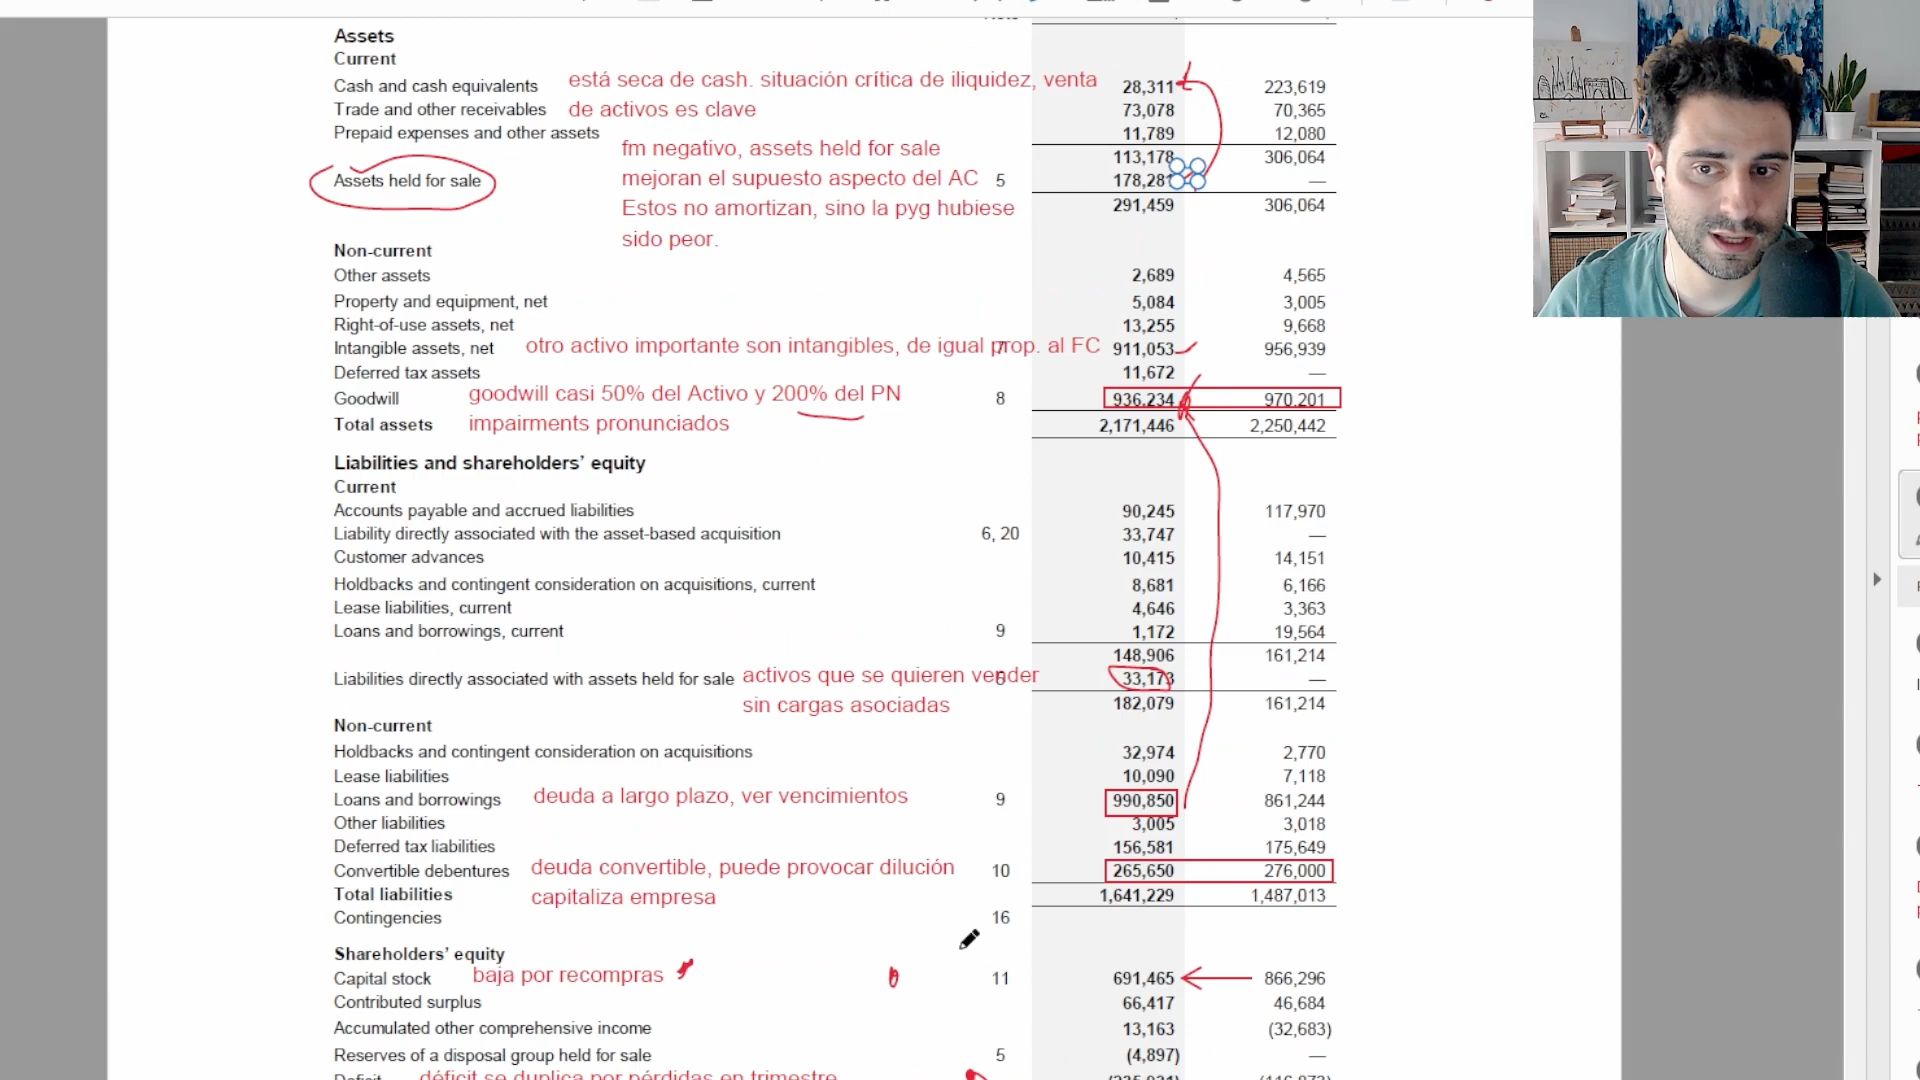 Assets
Current
Cash and cash equivalents está seca de cash. situación crítica de iliquidez, venta 28,311 223,619
Trade and other receivables de activos es clave 73,078 70,365
Prepaid expenses and other assets 11,789 12,080
fm negativo, assets held for sale 113,178 306,064
Assets held for sale mejoran el supuesto aspecto del AC 5 178,281 —
Estos no amortizan, sino la pyg hubiese 291,459 306,064
sido peor.
Non-current
Other assets 2,689 4,565
Property and equipment, net 5,084 3,005
Right-of-use assets, net 13,255 9,668
Intangible assets, net otro activo importante son intangibles, de igual prop. al FC 7 911,053 956,939
Deferred tax assets 11,672 —
Goodwill goodwill casi 50% del Activo y 200% del PN 8 936,234 970,201
Total assets impairments pronunciados 2,171,446 2,250,442
Liabilities and shareholders’ equity
Current
Accounts payable and accrued liabilities 90,245 117,970
Liability directly associated with the asset-based acquisition 6, 20 33,747 —
Customer advances 10,415 14,151
Holdbacks and contingent consideration on acquisitions, current 8,681 6,166
Lease liabilities, current 4,646 3,363
Loans and borrowings, current 9 1,172 19,564
148,906 161,214
Liabilities directly associated with assets held for sale activos que se quieren vender 5 33,173 —
sin cargas asociadas 182,079 161,214
Non-current
Holdbacks and contingent consideration on acquisitions 32,974 2,770
Lease liabilities 10,090 7,118
Loans and borrowings deuda a largo plazo, ver vencimientos 9 990,850 861,244
Other liabilities 3,005 3,018
Deferred tax liabilities 156,581 175,649
Convertible debentures deuda convertible, puede provocar dilución 10 265,650 276,000
Total liabilities capitaliza empresa 1,641,229 1,487,013
Contingencies 16
Shareholders’ equity
Capital stock baja por recompras 11 691,465 866,296
Contributed surplus 66,417 46,684
Accumulated other comprehensive income 13,163 (32,683)
Reserves of a disposal group held for sale 5 (4,897) —
Deficit déficit se duplica por pérdidas en trimestre